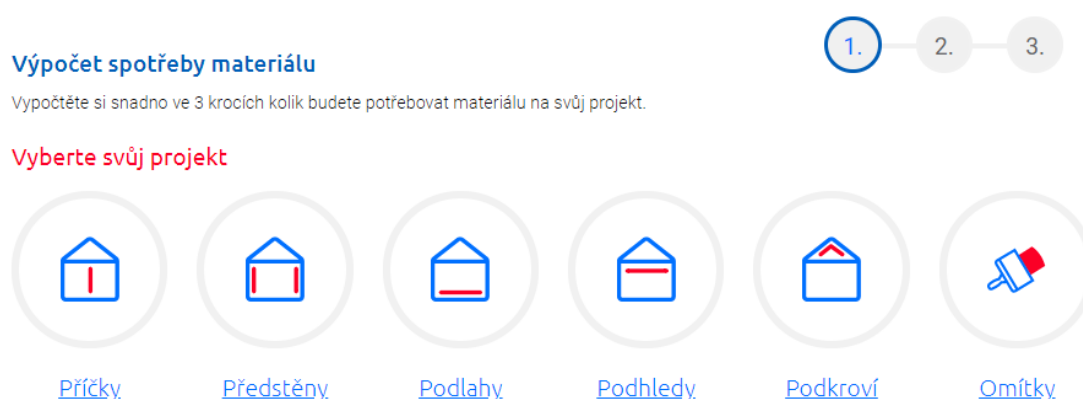 1. 2. 3.
Výpočet spotřeby materiálu
Vypočtěte si snadno ve 3 krocích kolik budete potřebovat materiálu na svůj projekt.
Vyberte svůj projekt
Příčky Předstěny Podlahy Podhledy Podkroví Omítky